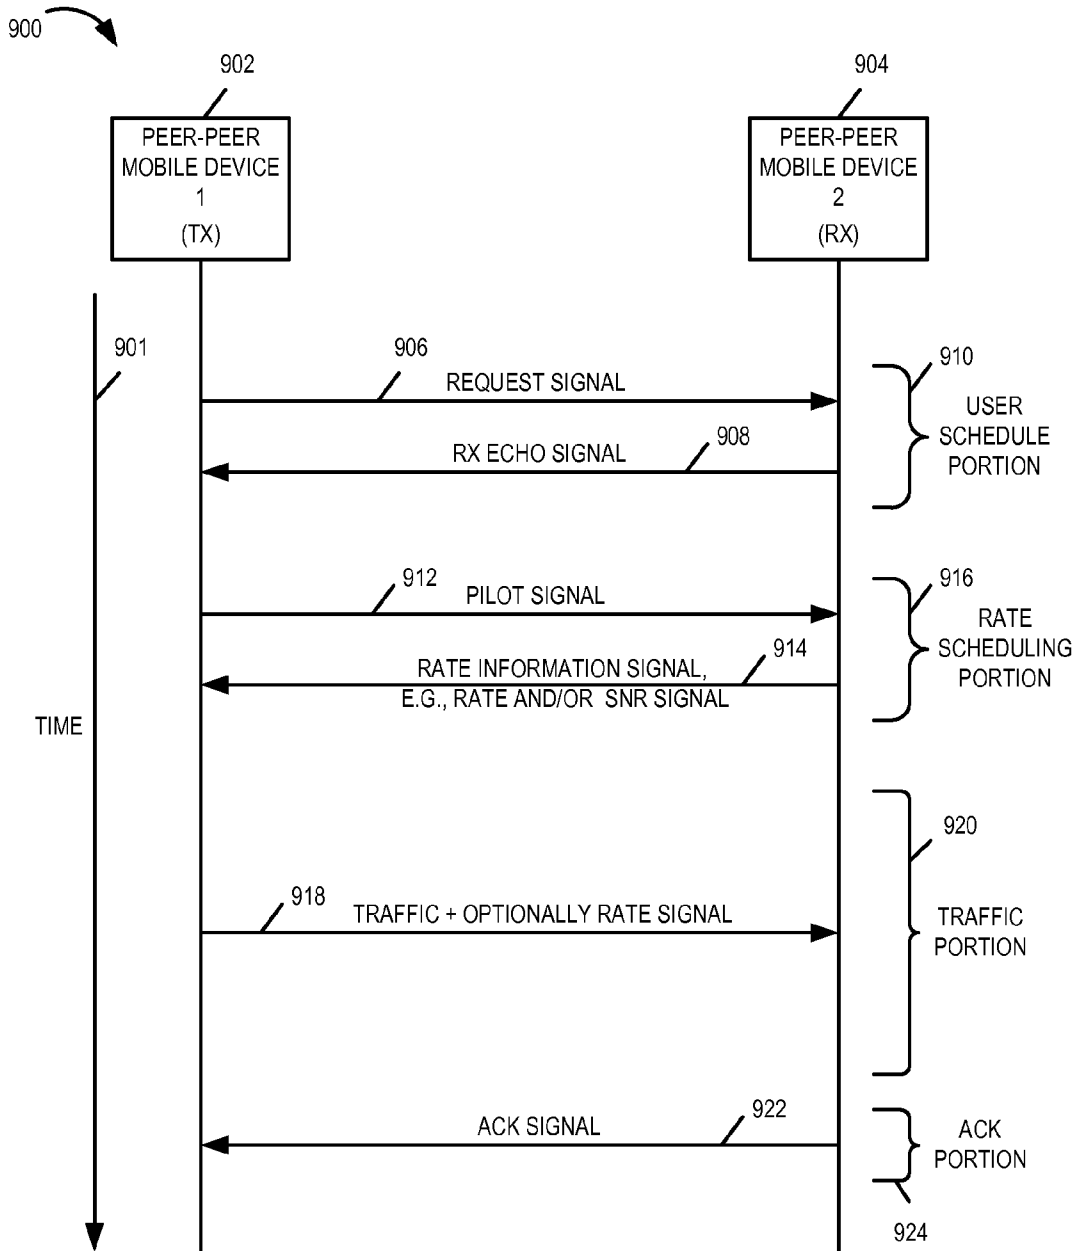 900
902
904
PEER-PEER
MOBILE DEVICE
1
(TX)
PEER-PEER
MOBILE DEVICE
2
(RX)
901
906
REQUEST SIGNAL
910
USER
SCHEDULE
PORTION
RX ECHO SIGNAL
908
912
PILOT SIGNAL
916
RATE
SCHEDULING
PORTION
RATE INFORMATION SIGNAL,
E.G., RATE AND/OR SNR SIGNAL
914
TIME
920
918
TRAFFIC + OPTIONALLY RATE SIGNAL
TRAFFIC
PORTION
ACK SIGNAL
922
ACK
PORTION
924